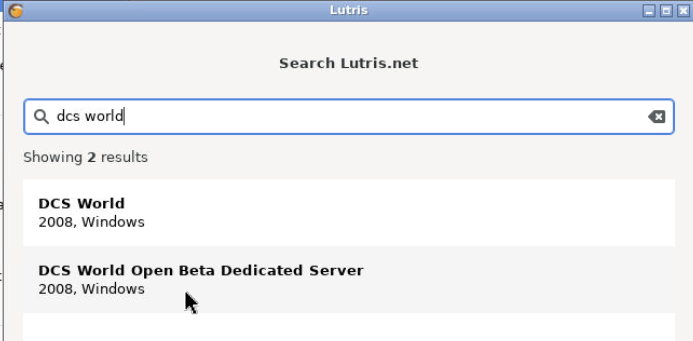 Lutris
Search Lutris.net
dcs world
Showing 2 results
DCS World
2008, Windows
DCS World Open Beta Dedicated Server
2008, Windows